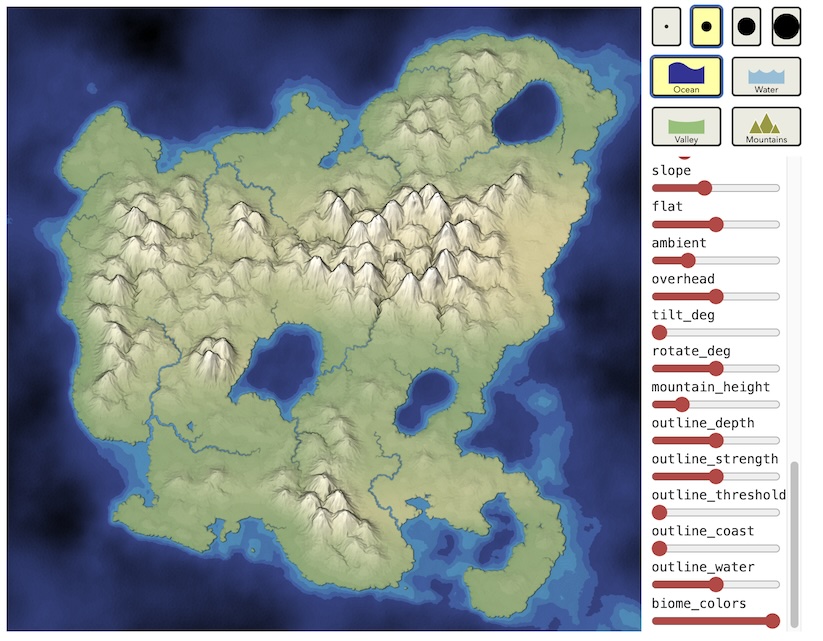 Ocean
Water
Valley
Mountains
slope
flat
ambient
overhead
tilt_deg
rotate_deg
mountain_height
outline_depth
outline_strength
outline_threshold
outline_coast
outline_water
biome_colors